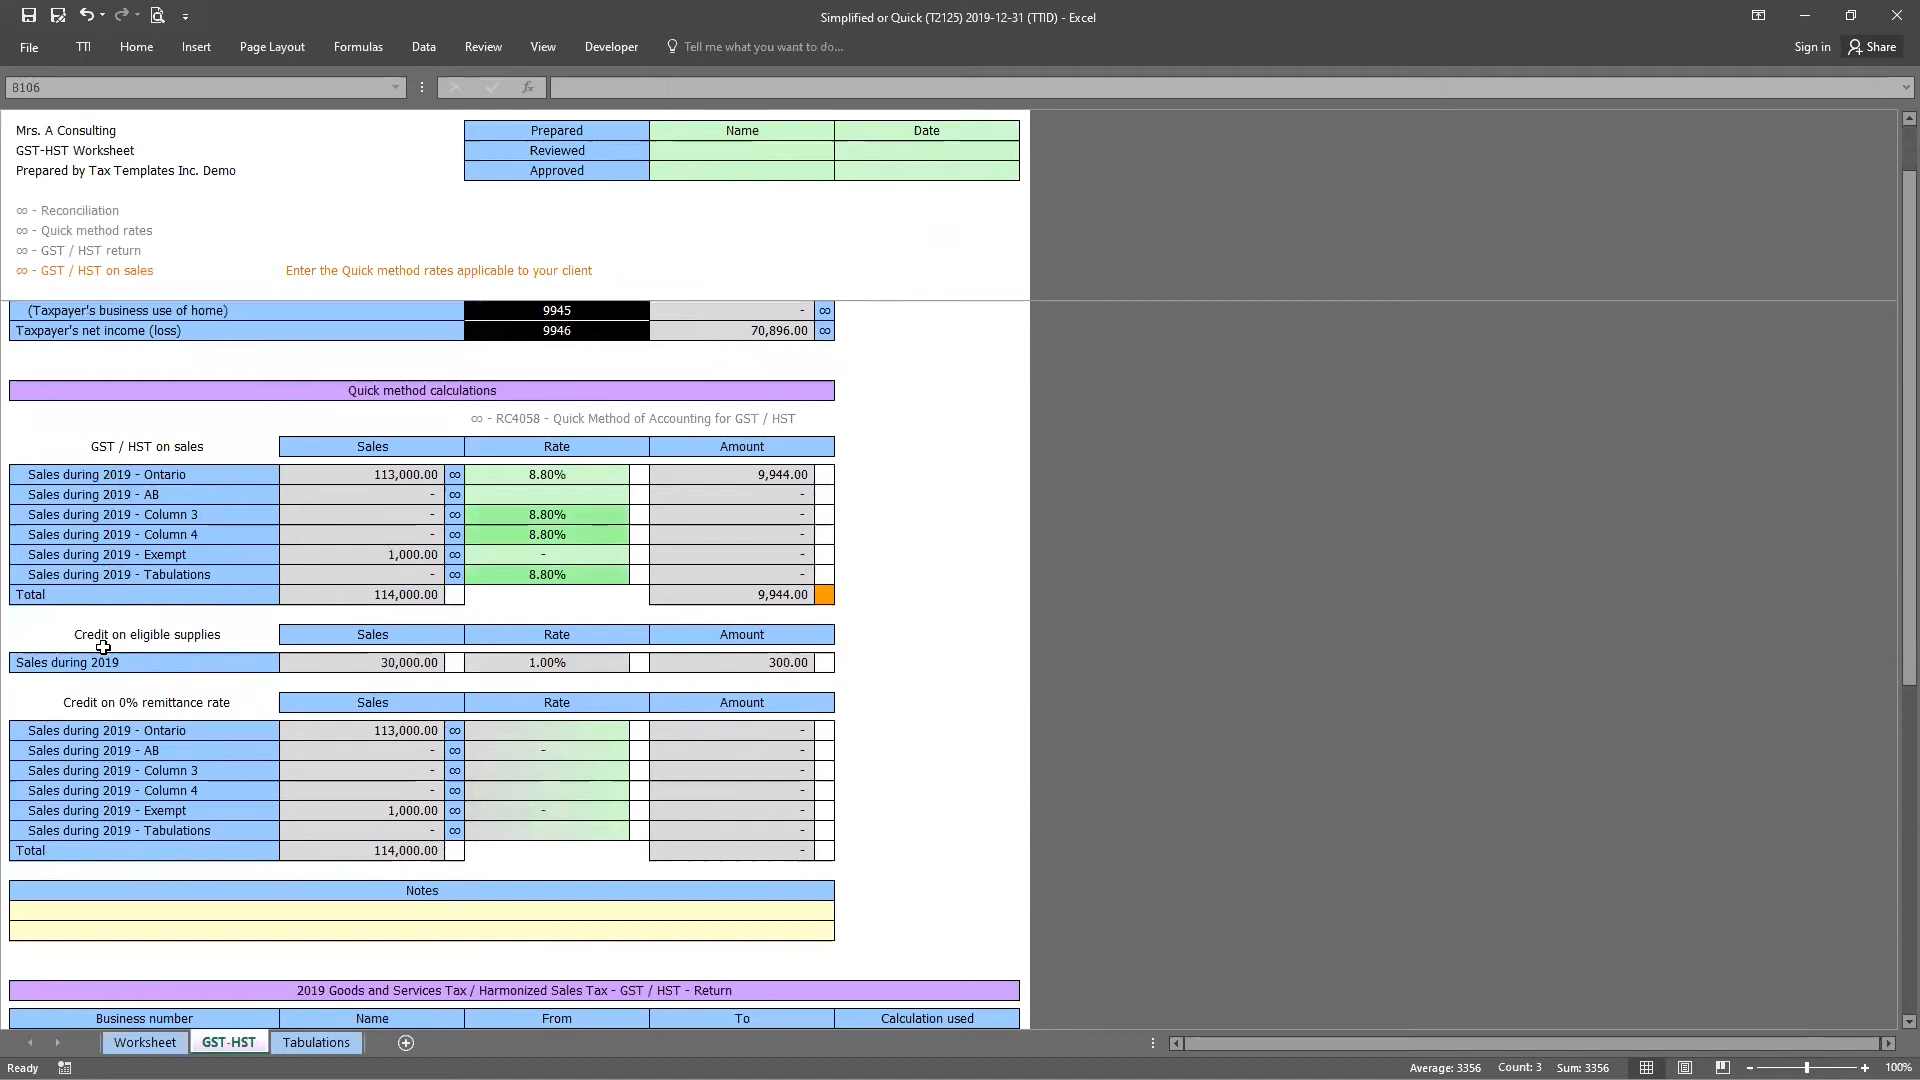 Simplified or Quick (T2125) 2019-12-31 (TTID) - Excel
File TTI Home Insert Page Layout Formulas Data Review View Developer Tell me what you want to do... Sign in Share
B106 fx
Mrs. A Consulting Prepared Name Date
GST-HST Worksheet Reviewed
Prepared by Tax Templates Inc. Demo Approved
∞ - Reconciliation
∞ - Quick method rates
∞ - GST / HST return
∞ - GST / HST on sales Enter the Quick method rates applicable to your client
(Taxpayer's business use of home) 9945 - ∞
Taxpayer's net income (loss) 9946 70,896.00 ∞
Quick method calculations
∞ - RC4058 - Quick Method of Accounting for GST / HST
GST / HST on sales Sales Rate Amount
Sales during 2019 - Ontario 113,000.00 ∞ 8.80% 9,944.00
Sales during 2019 - AB - ∞ -
Sales during 2019 - Column 3 - ∞ 8.80% -
Sales during 2019 - Column 4 - ∞ 8.80% -
Sales during 2019 - Exempt 1,000.00 ∞ - -
Sales during 2019 - Tabulations - ∞ 8.80% -
Total 114,000.00 9,944.00
Credit on eligible supplies Sales Rate Amount
Sales during 2019 30,000.00 1.00% 300.00
Credit on 0% remittance rate Sales Rate Amount
Sales during 2019 - Ontario 113,000.00 ∞ -
Sales during 2019 - AB - ∞ - -
Sales during 2019 - Column 3 - ∞ -
Sales during 2019 - Column 4 - ∞ -
Sales during 2019 - Exempt 1,000.00 ∞ - -
Sales during 2019 - Tabulations - ∞ -
Total 114,000.00 -
Notes
2019 Goods and Services Tax / Harmonized Sales Tax - GST / HST - Return
Business number Name From To Calculation used
Worksheet GST-HST Tabulations
Ready Average: 3356 Count: 3 Sum: 3356 100%